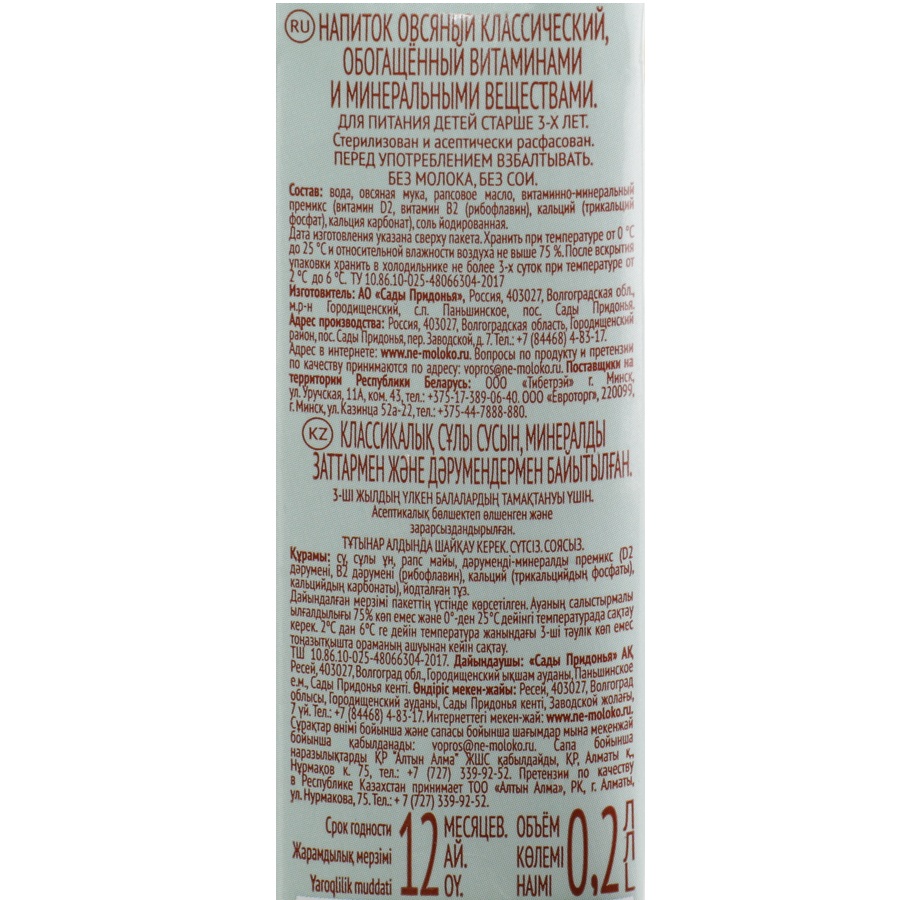 RU НАПИТОК ОВСЯНЫЙ КЛАССИЧЕСКИЙ,
ОБОГАЩЁННЫЙ ВИТАМИНАМИ
И МИНЕРАЛЬНЫМИ ВЕЩЕСТВАМИ.
ДЛЯ ПИТАНИЯ ДЕТЕЙ СТАРШЕ 3-Х ЛЕТ.
Стерилизован и асептически расфасован.
ПЕРЕД УПОТРЕБЛЕНИЕМ ВЗБАЛТЫВАТЬ.
БЕЗ МОЛОКА, БЕЗ СОИ.
Состав: вода, овсяная мука, рапсовое масло, витаминно-минеральный
премикс (витамин D2, витамин B2 (рибофлавин), кальций (трикальций
фосфат), кальция карбонат), соль йодированная.
Дата изготовления указана сверху пакета. Хранить при температуре от 0 °C
до 25 °C и относительной влажности воздуха не выше 75 %. После вскрытия
упаковки хранить в холодильнике не более 3-х суток при температуре от
2 °C до 6 °C. ТУ 10.86.10-025-48066304-2017
Изготовитель: АО «Сады Придонья», Россия, 403027, Волгоградская обл.,
м.р-н Городищенский, с.п. Паньшинское, пос. Сады Придонья.
Адрес производства: Россия, 403027, Волгоградская область, Городищенский
район, пос. Сады Придонья, пер. Заводской, д. 7. Тел.: +7 (84468) 4-83-17.
Адрес в интернете: www.ne-moloko.ru. Вопросы по продукту и претензии
по качеству принимаются по адресу: vopros@ne-moloko.ru. Поставщики на
территории Республики Беларусь: ООО «Тибетрэй» г. Минск,
ул. Уручская, 11А, ком. 43, тел.: +375-17-389-06-40. ООО «Евроторг», 220099,
г. Минск, ул. Казинца 52а-22, тел.: +375-44-7888-880.
KZ КЛАССИКАЛЫҚ СҰЛЫ СУСЫН, МИНЕРАЛДЫ
ЗАТТАРМЕН ЖӘНЕ ДӘРУМЕНДЕРМЕН БАЙЫТЫЛҒАН.
3-ШІ ЖЫЛДЫҢ ҮЛКЕН БАЛАЛАРДЫҢ ТАМАҚТАНУЫ ҮШІН.
Асептикалық бөлшектеп өлшенген және
зарарсыздандырылған.
ТҰТЫНАР АЛДЫНДА ШАЙҚАУ КЕРЕК. СҮТСІЗ. СОЯСЫЗ.
Құрамы: су, сұлы ұн, рапс майы, даруменді-минералды премикс (D2
дәрумені, B2 дәрумені (рибофлавин), кальций (трикальцийдың фосфаты),
кальцийдың карбонаты), йодталған тұз.
Дайындалған мерзімі пакеттің үстінде көрсетілген. Ауаның салыстырмалы
ылғалдылығы 75% көп емес және 0°-ден 25°C дейінгі температурада сақтау
керек. 2°C дан 6°C ге дейін температура жанындағы 3-ші тәулік көп емес
тоңазытқышта ораманың ашуынан кейін сақтау.
ТШ 10.86.10-025-48066304-2017. Дайындаушы: «Сады Придонья» АҚ,
Ресей, 403027, Волгоград обл., Городищенский ықшам ауданы, Паньшинское
е.м., Сады Придонья кенті. Өндіріс мекен-жайы: Ресей, 403027, Волгоград
облысы, Городищенский ауданы, Сады Придонья кенті, Заводской жолағы,
7 үй. Тел.: +7 (84468) 4-83-17. Интернеттегі мекен-жай: www.ne-moloko.ru.
Сұрақтар өнімі бойынша және сапасы бойынша шағымдар мына мекенжай
бойынша қабылданады: vopros@ne-moloko.ru. Сапа бойынша
наразылықтарды ҚР "Алтын Алма" ЖШС қабылдайды, ҚР, Алматы қ.,
Нурмақов к. 75, тел.: +7 (727) 339-92-52. Претензии по качеству
в Республике Казахстан принимает ТОО «Алтын Алма», РК, г. Алматы,
ул. Нурмакова, 75. Тел.: +7 (727) 339-92-52.
Срок годности 12 МЕСЯЦЕВ. ОБЪЁМ 0,2 Л
Жарамдылық мерзімі АЙ. КӨЛЕМІ Л
Yaroqlilik muddati OY. HAJMI L